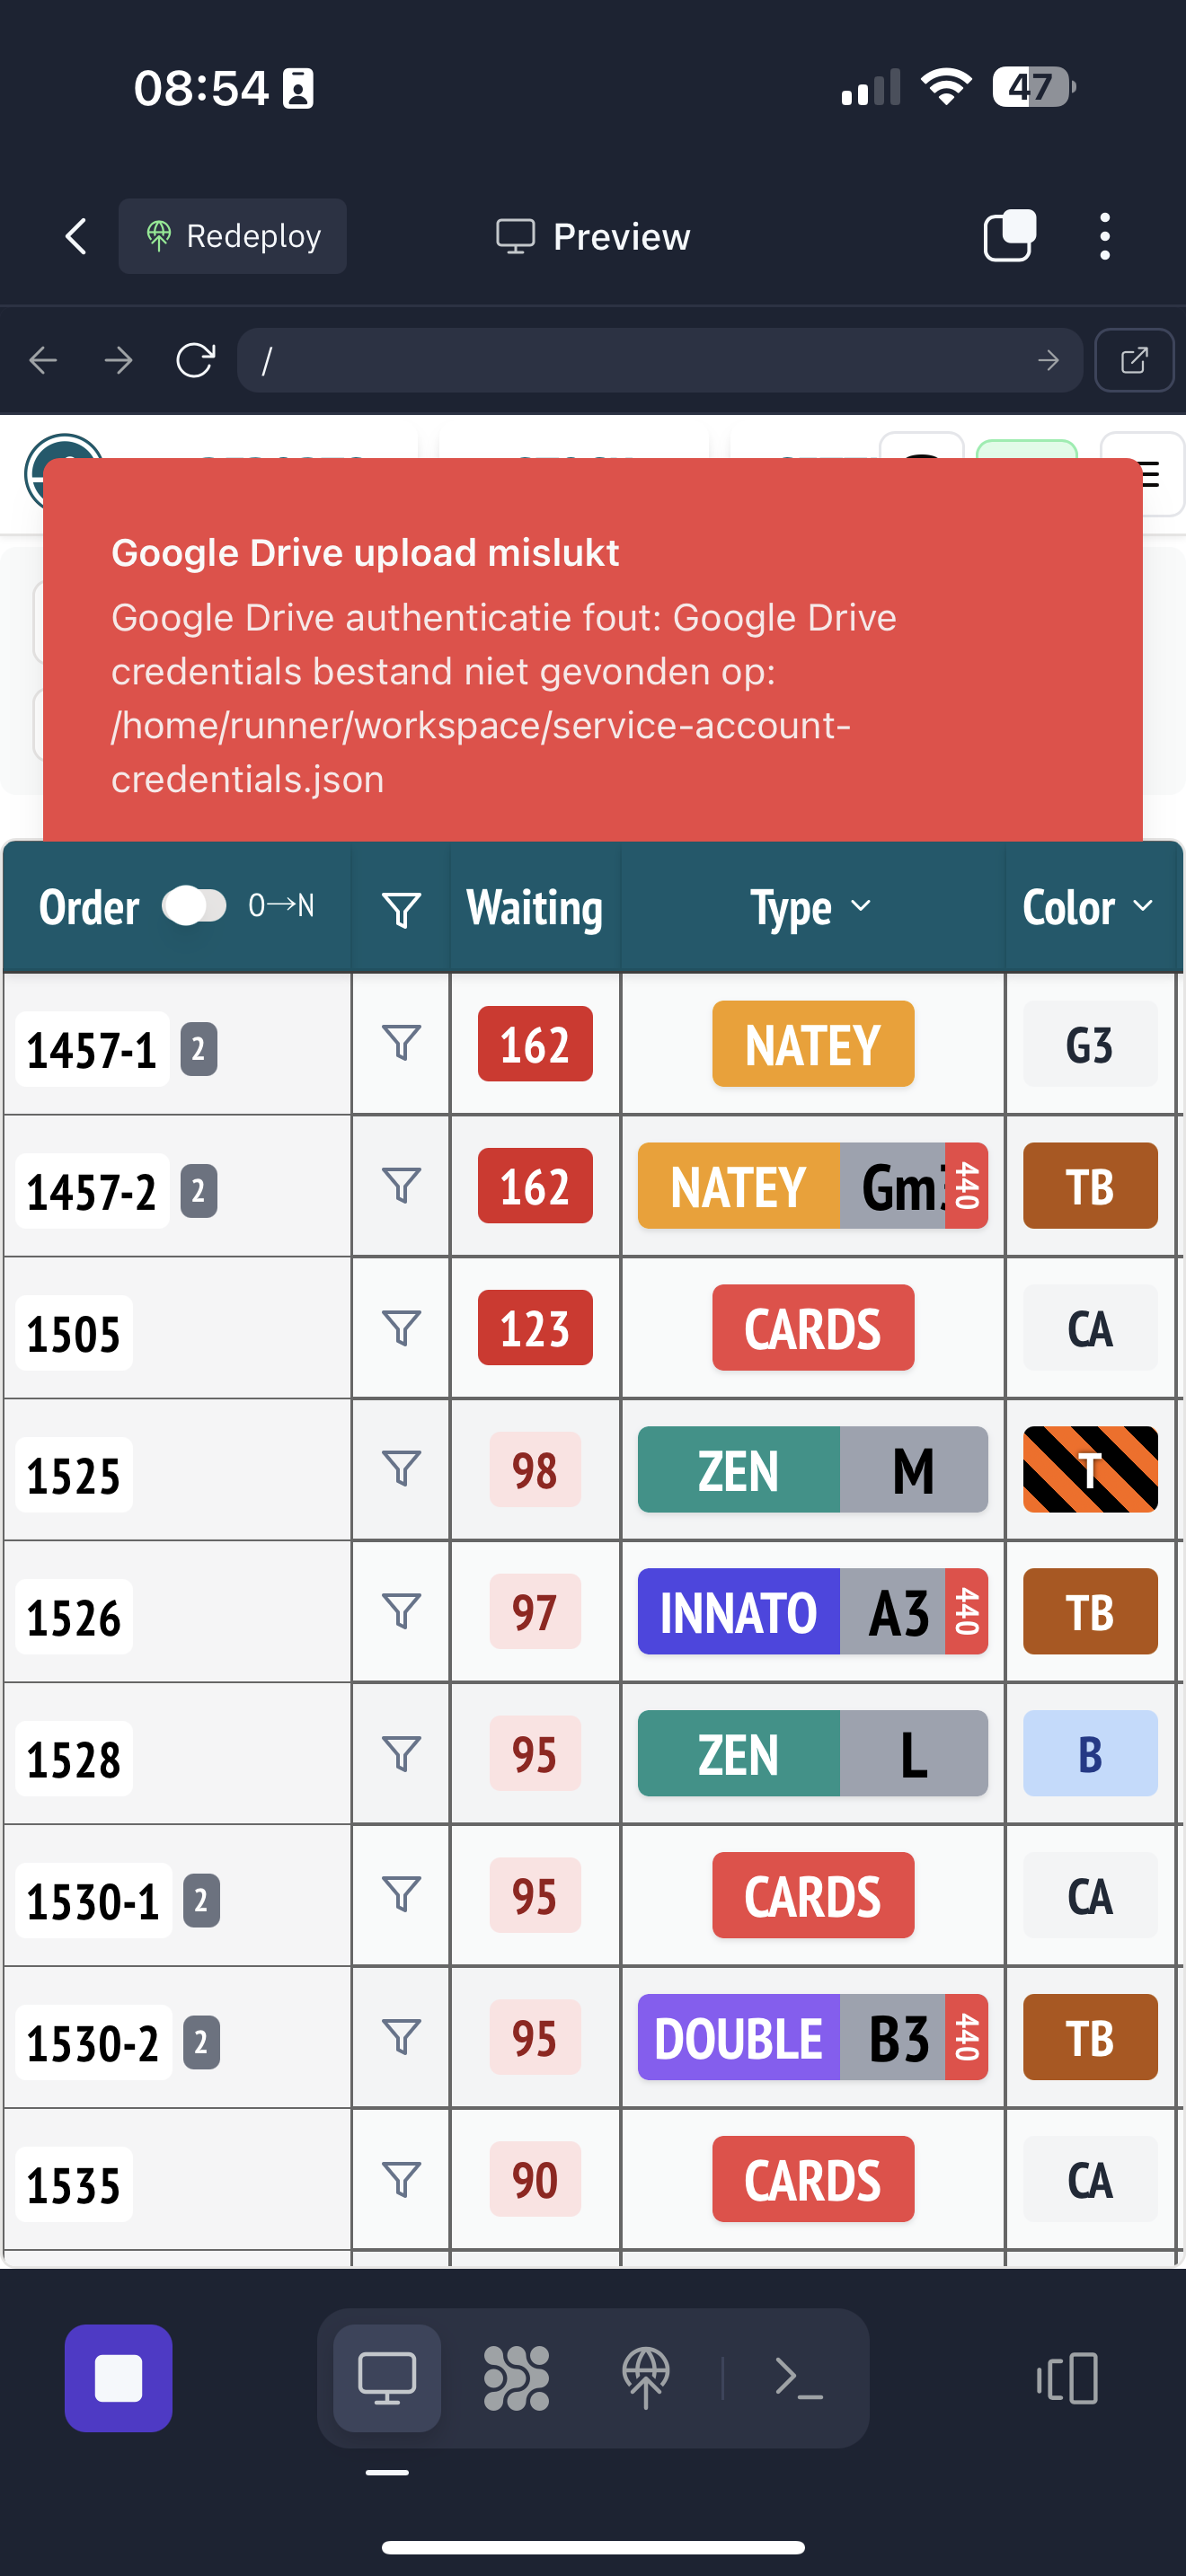 08:54
47
Redeploy
Preview
/
Google Drive upload mislukt
Google Drive authenticatie fout: Google Drive
credentials bestand niet gevonden op:
/home/runner/workspace/service-account-
credentials.json
Order 0→N Waiting Type Color
1457-1 2 162 NATEY G3
1457-2 2 162 NATEY 440 TB
1505 123 CARDS CA
1525 98 ZEN M T
1526 97 INNATO A3 440 TB
1528 95 ZEN L B
1530-1 2 95 CARDS CA
1530-2 2 95 DOUBLE B3 440 TB
1535 90 CARDS CA